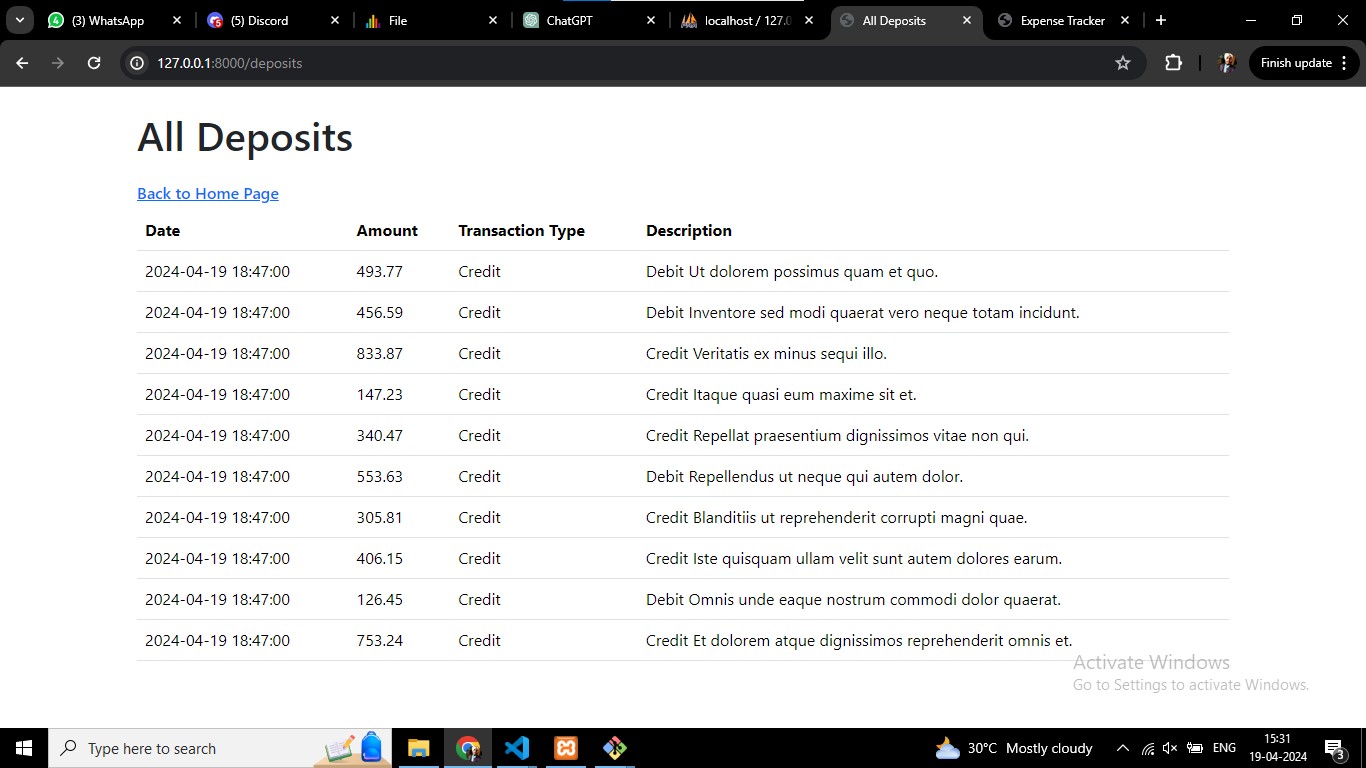 (3) WhatsApp
(5) Discord
File
ChatGPT
localhost / 127.0
All Deposits
Expense Tracker
127.0.0.1:8000/deposits
Finish update
All Deposits
Back to Home Page
Date Amount Transaction Type Description
2024-04-19 18:47:00 493.77 Credit Debit Ut dolorem possimus quam et quo.
2024-04-19 18:47:00 456.59 Credit Debit Inventore sed modi quaerat vero neque totam incidunt.
2024-04-19 18:47:00 833.87 Credit Credit Veritatis ex minus sequi illo.
2024-04-19 18:47:00 147.23 Credit Credit Itaque quasi eum maxime sit et.
2024-04-19 18:47:00 340.47 Credit Credit Repellat praesentium dignissimos vitae non qui.
2024-04-19 18:47:00 553.63 Credit Debit Repellendus ut neque qui autem dolor.
2024-04-19 18:47:00 305.81 Credit Credit Blanditiis ut reprehenderit corrupti magni quae.
2024-04-19 18:47:00 406.15 Credit Credit Iste quisquam ullam velit sunt autem dolores earum.
2024-04-19 18:47:00 126.45 Credit Debit Omnis unde eaque nostrum commodi dolor quaerat.
2024-04-19 18:47:00 753.24 Credit Credit Et dolorem atque dignissimos reprehenderit omnis et.
Activate Windows
Go to Settings to activate Windows.
Type here to search
30°C Mostly cloudy
ENG
15:31
19-04-2024
3